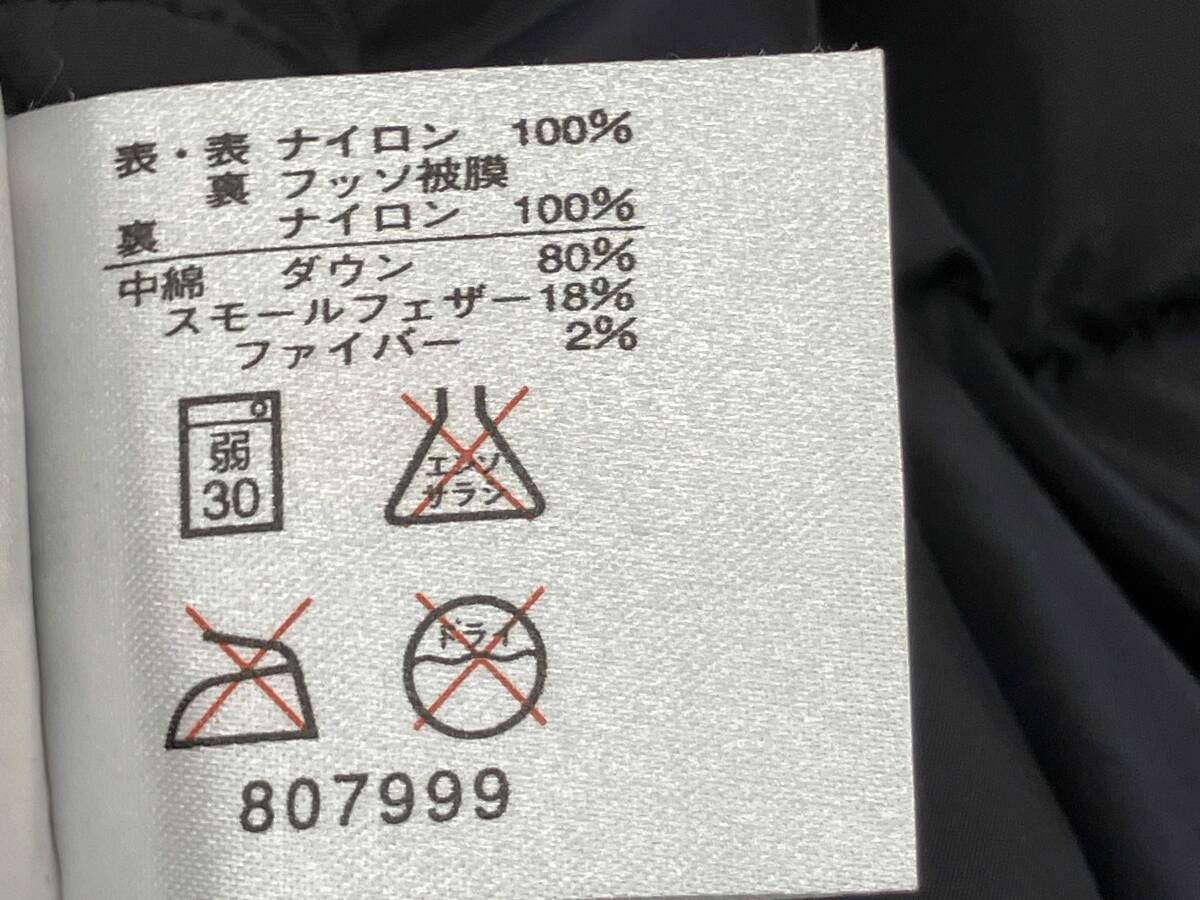 表・表 ナイロン 100%
裏 フッソ被膜
裏 ナイロン 100%
中綿 ダウン 80%
スモールフェザー 18%
ファイバー 2%
弱
30
エンソ
サラシ
ドライ
807999